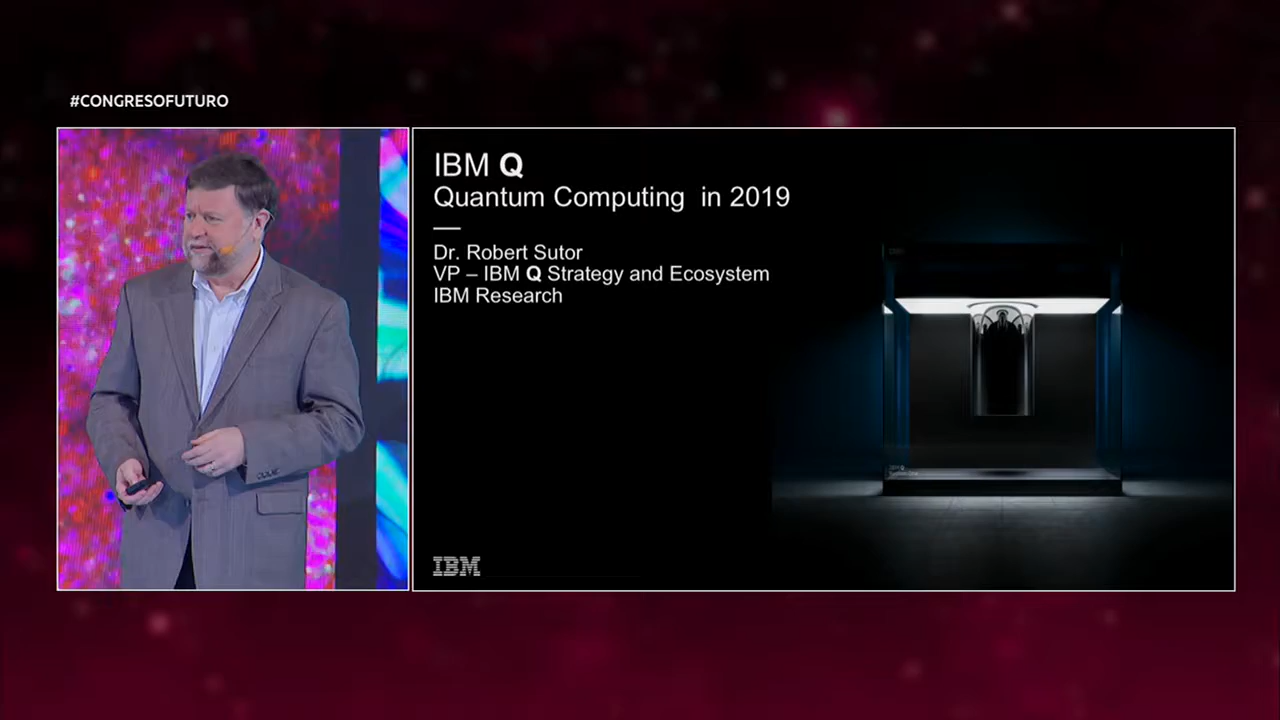 #CONGRESOFUTURO
IBM Q
Quantum Computing in 2019
Dr. Robert Sutor
VP – IBM Q Strategy and Ecosystem
IBM Research
IBM